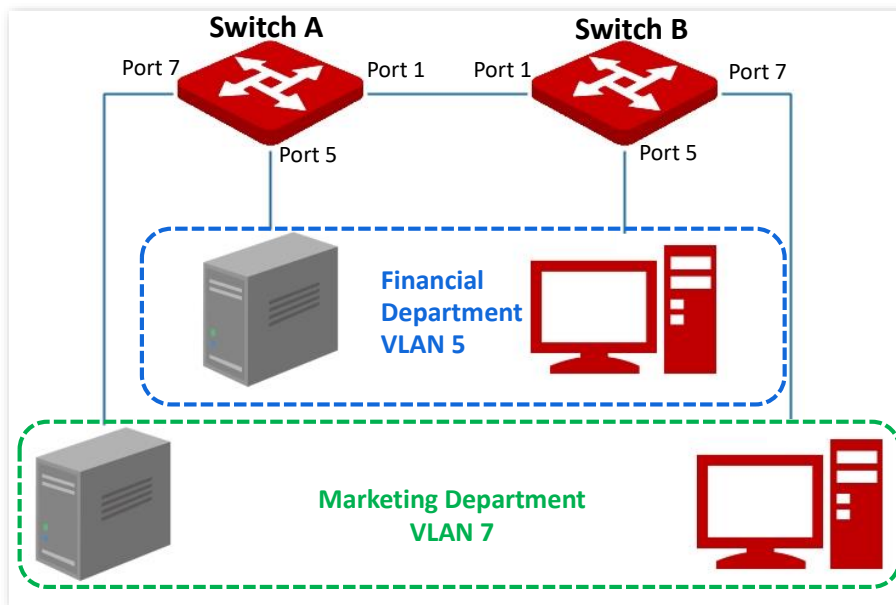 Switch A
Switch B
Port 7
Port 1
Port 1
Port 7
Port 5
Port 5
Financial
Department
VLAN 5
Marketing Department
VLAN 7